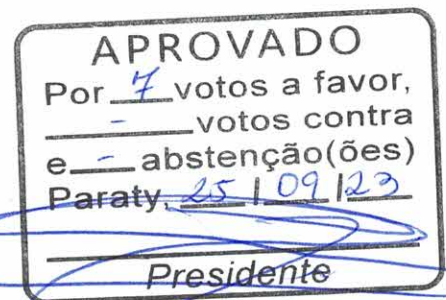 APROVADO
Por 7 votos a favor,
- votos contra
e - abstenção(ões)
Paraty, 25 / 09 / 23
Presidente